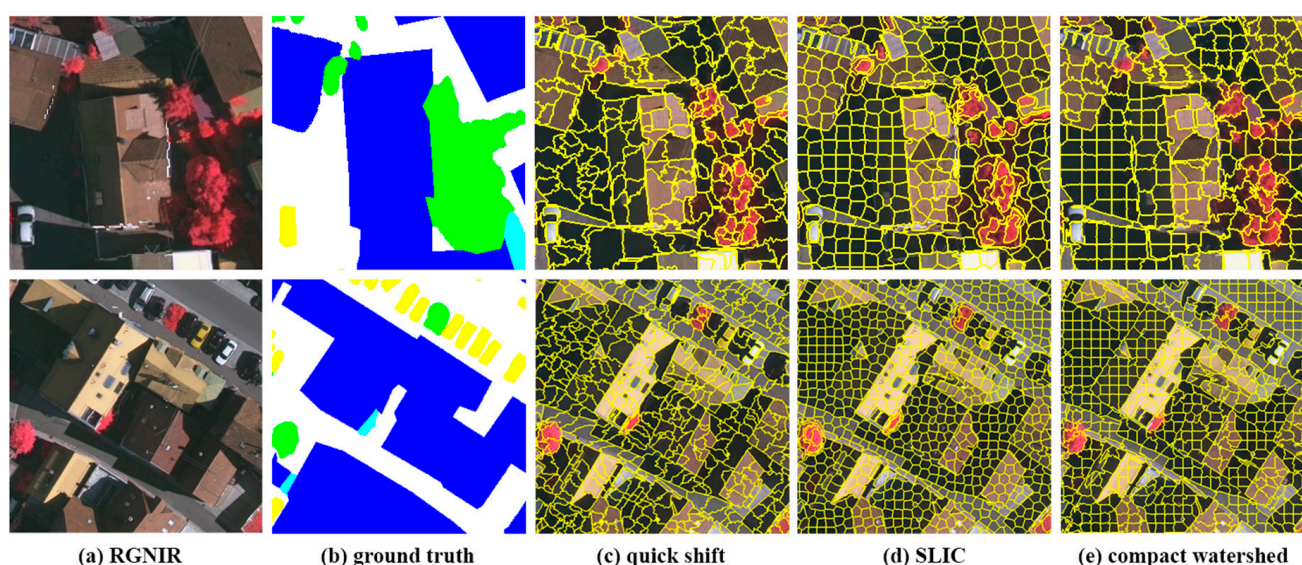 (a) RGNIR
(b) ground truth
(c) quick shift
(d) SLIC
(e) compact watershed